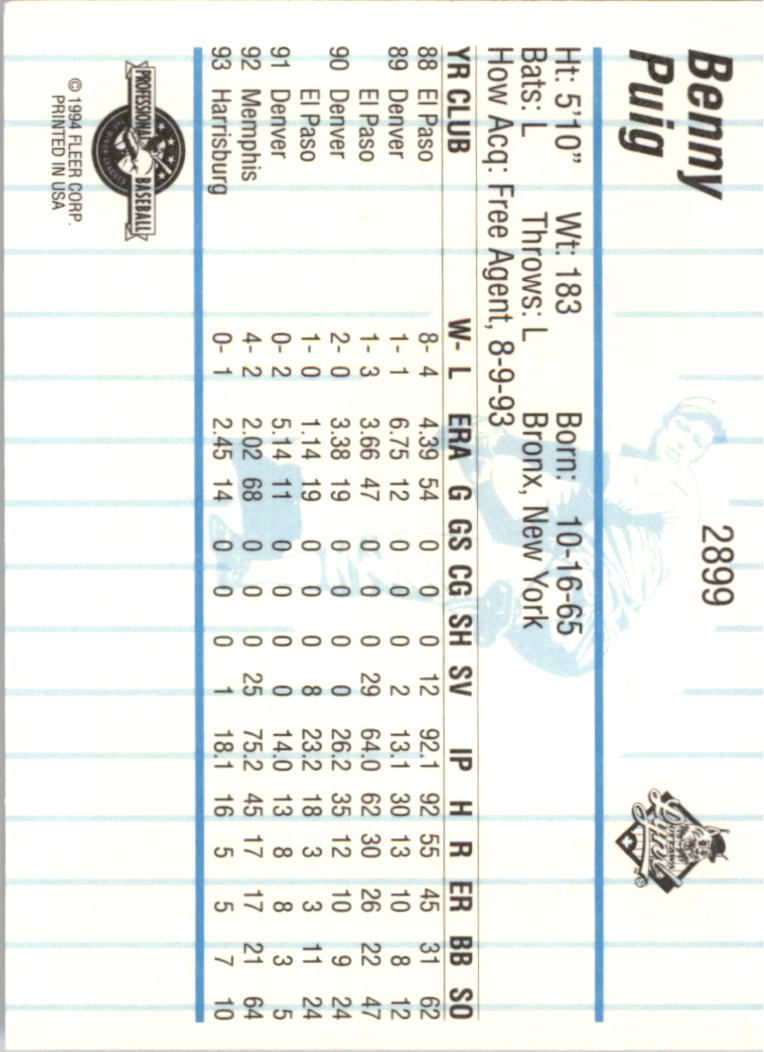 Benny
Puig
2899
Lynx
Ht: 5'10" Wt: 183 Born: 10-16-65
Bats: L Throws: L Bronx, New York
How Acq: Free Agent, 8-9-93
YR CLUB W- L ERA G GS CG SH SV IP H R ER BB SO
88 El Paso 8- 4 4.39 54 0 0 0 12 92.1 92 55 45 31 62
89 Denver 1- 1 6.75 12 0 0 0 2 13.1 30 13 10 8 12
El Paso 1- 3 3.66 47 0 0 0 29 64.0 62 30 26 22 47
90 Denver 2- 0 3.38 19 0 0 0 0 26.2 35 12 10 9 24
El Paso 1- 0 1.14 19 0 0 0 8 23.2 18 3 3 11 24
91 Denver 0- 2 5.14 11 0 0 0 0 14.0 13 8 8 3 5
92 Memphis 4- 2 2.02 68 0 0 0 25 75.2 45 17 17 21 64
93 Harrisburg 0- 1 2.45 14 0 0 0 1 18.1 16 5 5 7 10
PROFESSIONAL BASEBALL
© 1994 FLEER CORP.
PRINTED IN USA